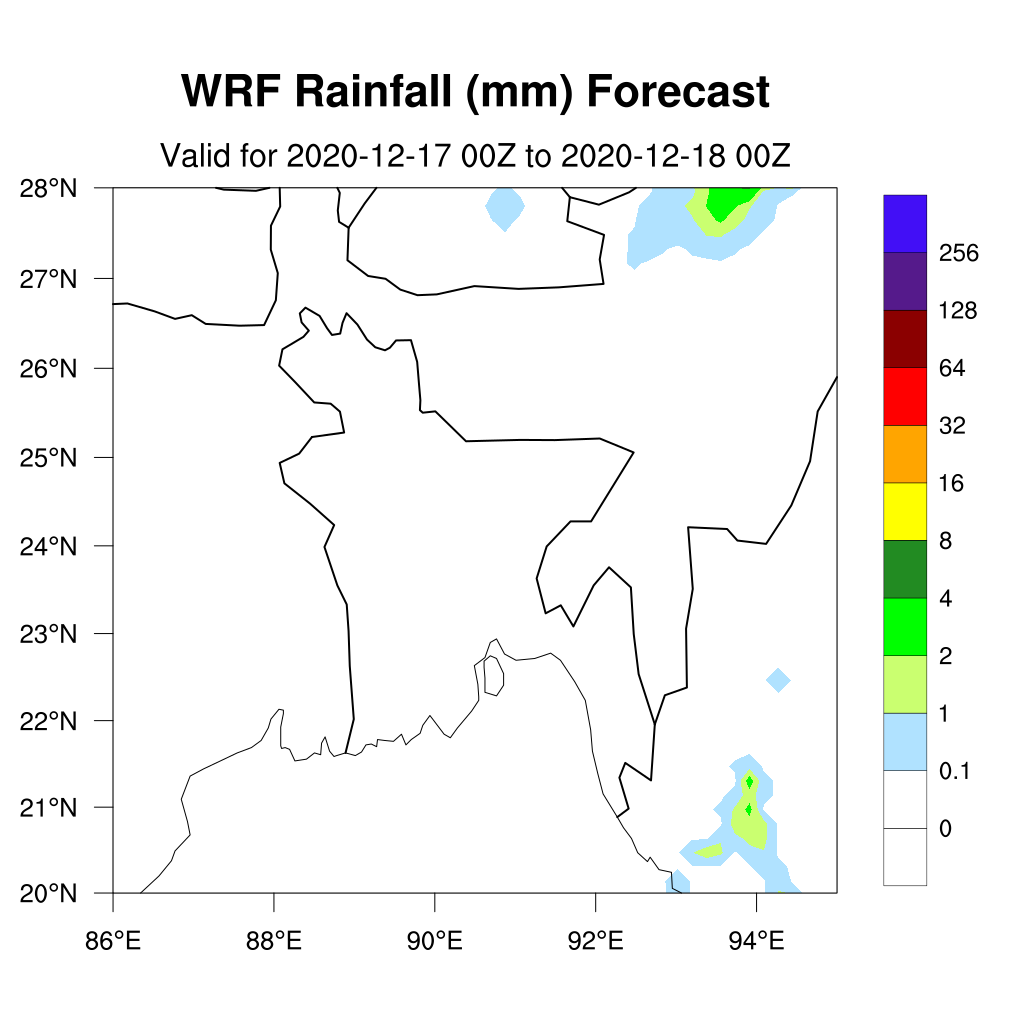 WRF Rainfall (mm) Forecast
Valid for 2020-12-17 00Z to 2020-12-18 00Z
28°N
27°N
26°N
25°N
24°N
23°N
22°N
21°N
20°N
86°E
88°E
90°E
92°E
94°E
256
128
64
32
16
8
4
2
1
0.1
0